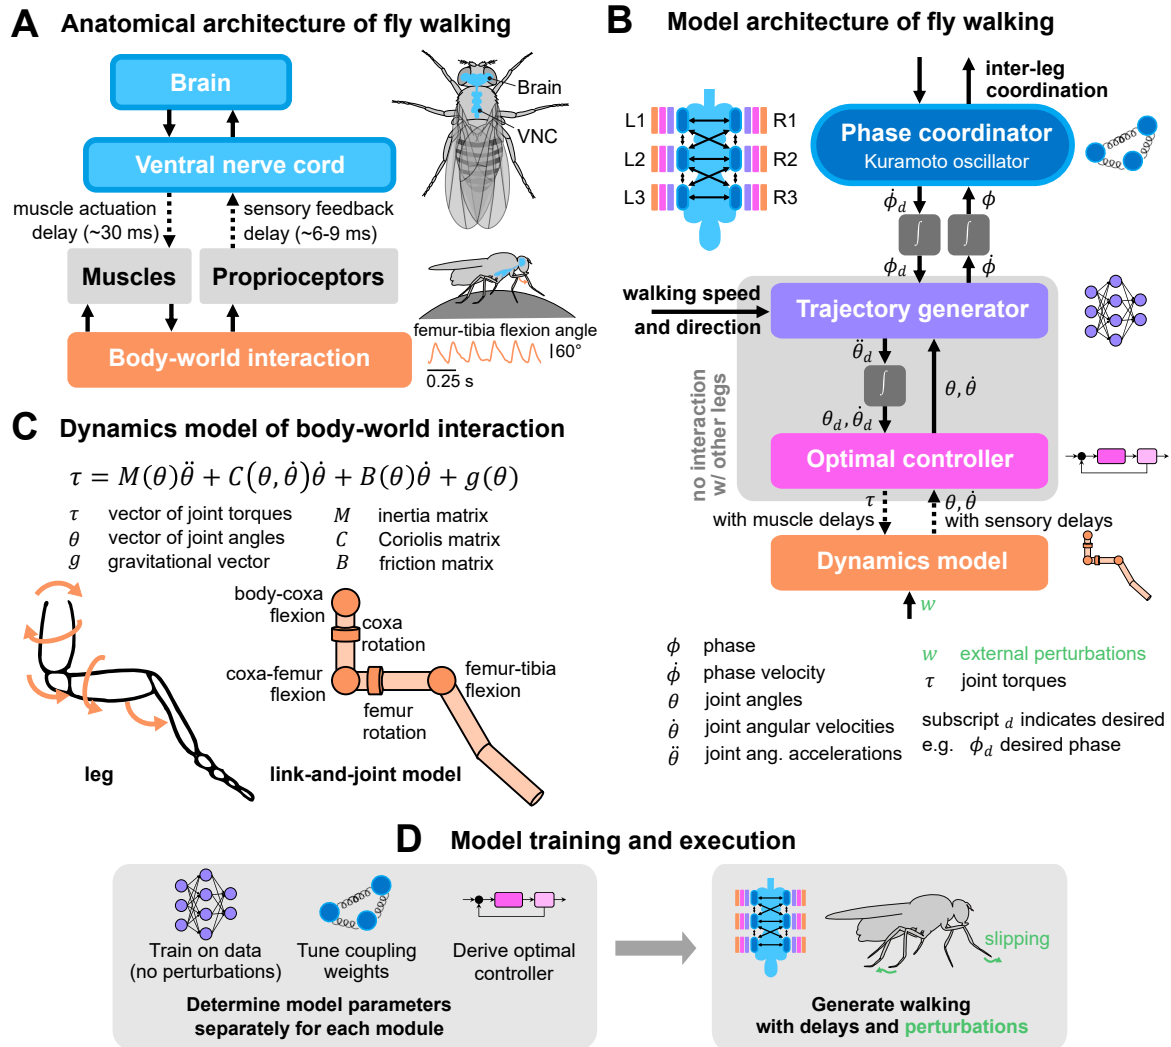 A Anatomical architecture of fly walking
Brain
Ventral nerve cord
muscle actuation
delay (~30 ms)
sensory feedback
delay (~6-9 ms)
Muscles
Proprioceptors
Body-world interaction
Brain
VNC
femur-tibia flexion angle
60°
0.25 s
B Model architecture of fly walking
L1
L2
L3
R1
R2
R3
inter-leg
coordination
Phase coordinator
Kuramoto oscillator
ϕ̇_d
ϕ
∫
∫
ϕ_d
ϕ̇
walking speed
and direction
Trajectory generator
θ̈_d
∫
θ, θ̇
θ_d, θ̇_d
no interaction
w/ other legs
Optimal controller
τ
θ, θ̇
with muscle delays
with sensory delays
Dynamics model
w
ϕ phase
ϕ̇ phase velocity
θ joint angles
θ̇ joint angular velocities
θ̈ joint ang. accelerations
w external perturbations
τ joint torques
subscript d indicates desired
e.g. ϕ_d desired phase
C Dynamics model of body-world interaction
τ = M(θ)θ̈ + C(θ, θ̇)θ̇ + B(θ)θ̇ + g(θ)
τ vector of joint torques
θ vector of joint angles
g gravitational vector
M inertia matrix
C Coriolis matrix
B friction matrix
leg
body-coxa
flexion
coxa
rotation
coxa-femur
flexion
femur
rotation
femur-tibia
flexion
link-and-joint model
D Model training and execution
Train on data
(no perturbations)
Tune coupling
weights
Derive optimal
controller
Determine model parameters
separately for each module
slipping
Generate walking
with delays and perturbations